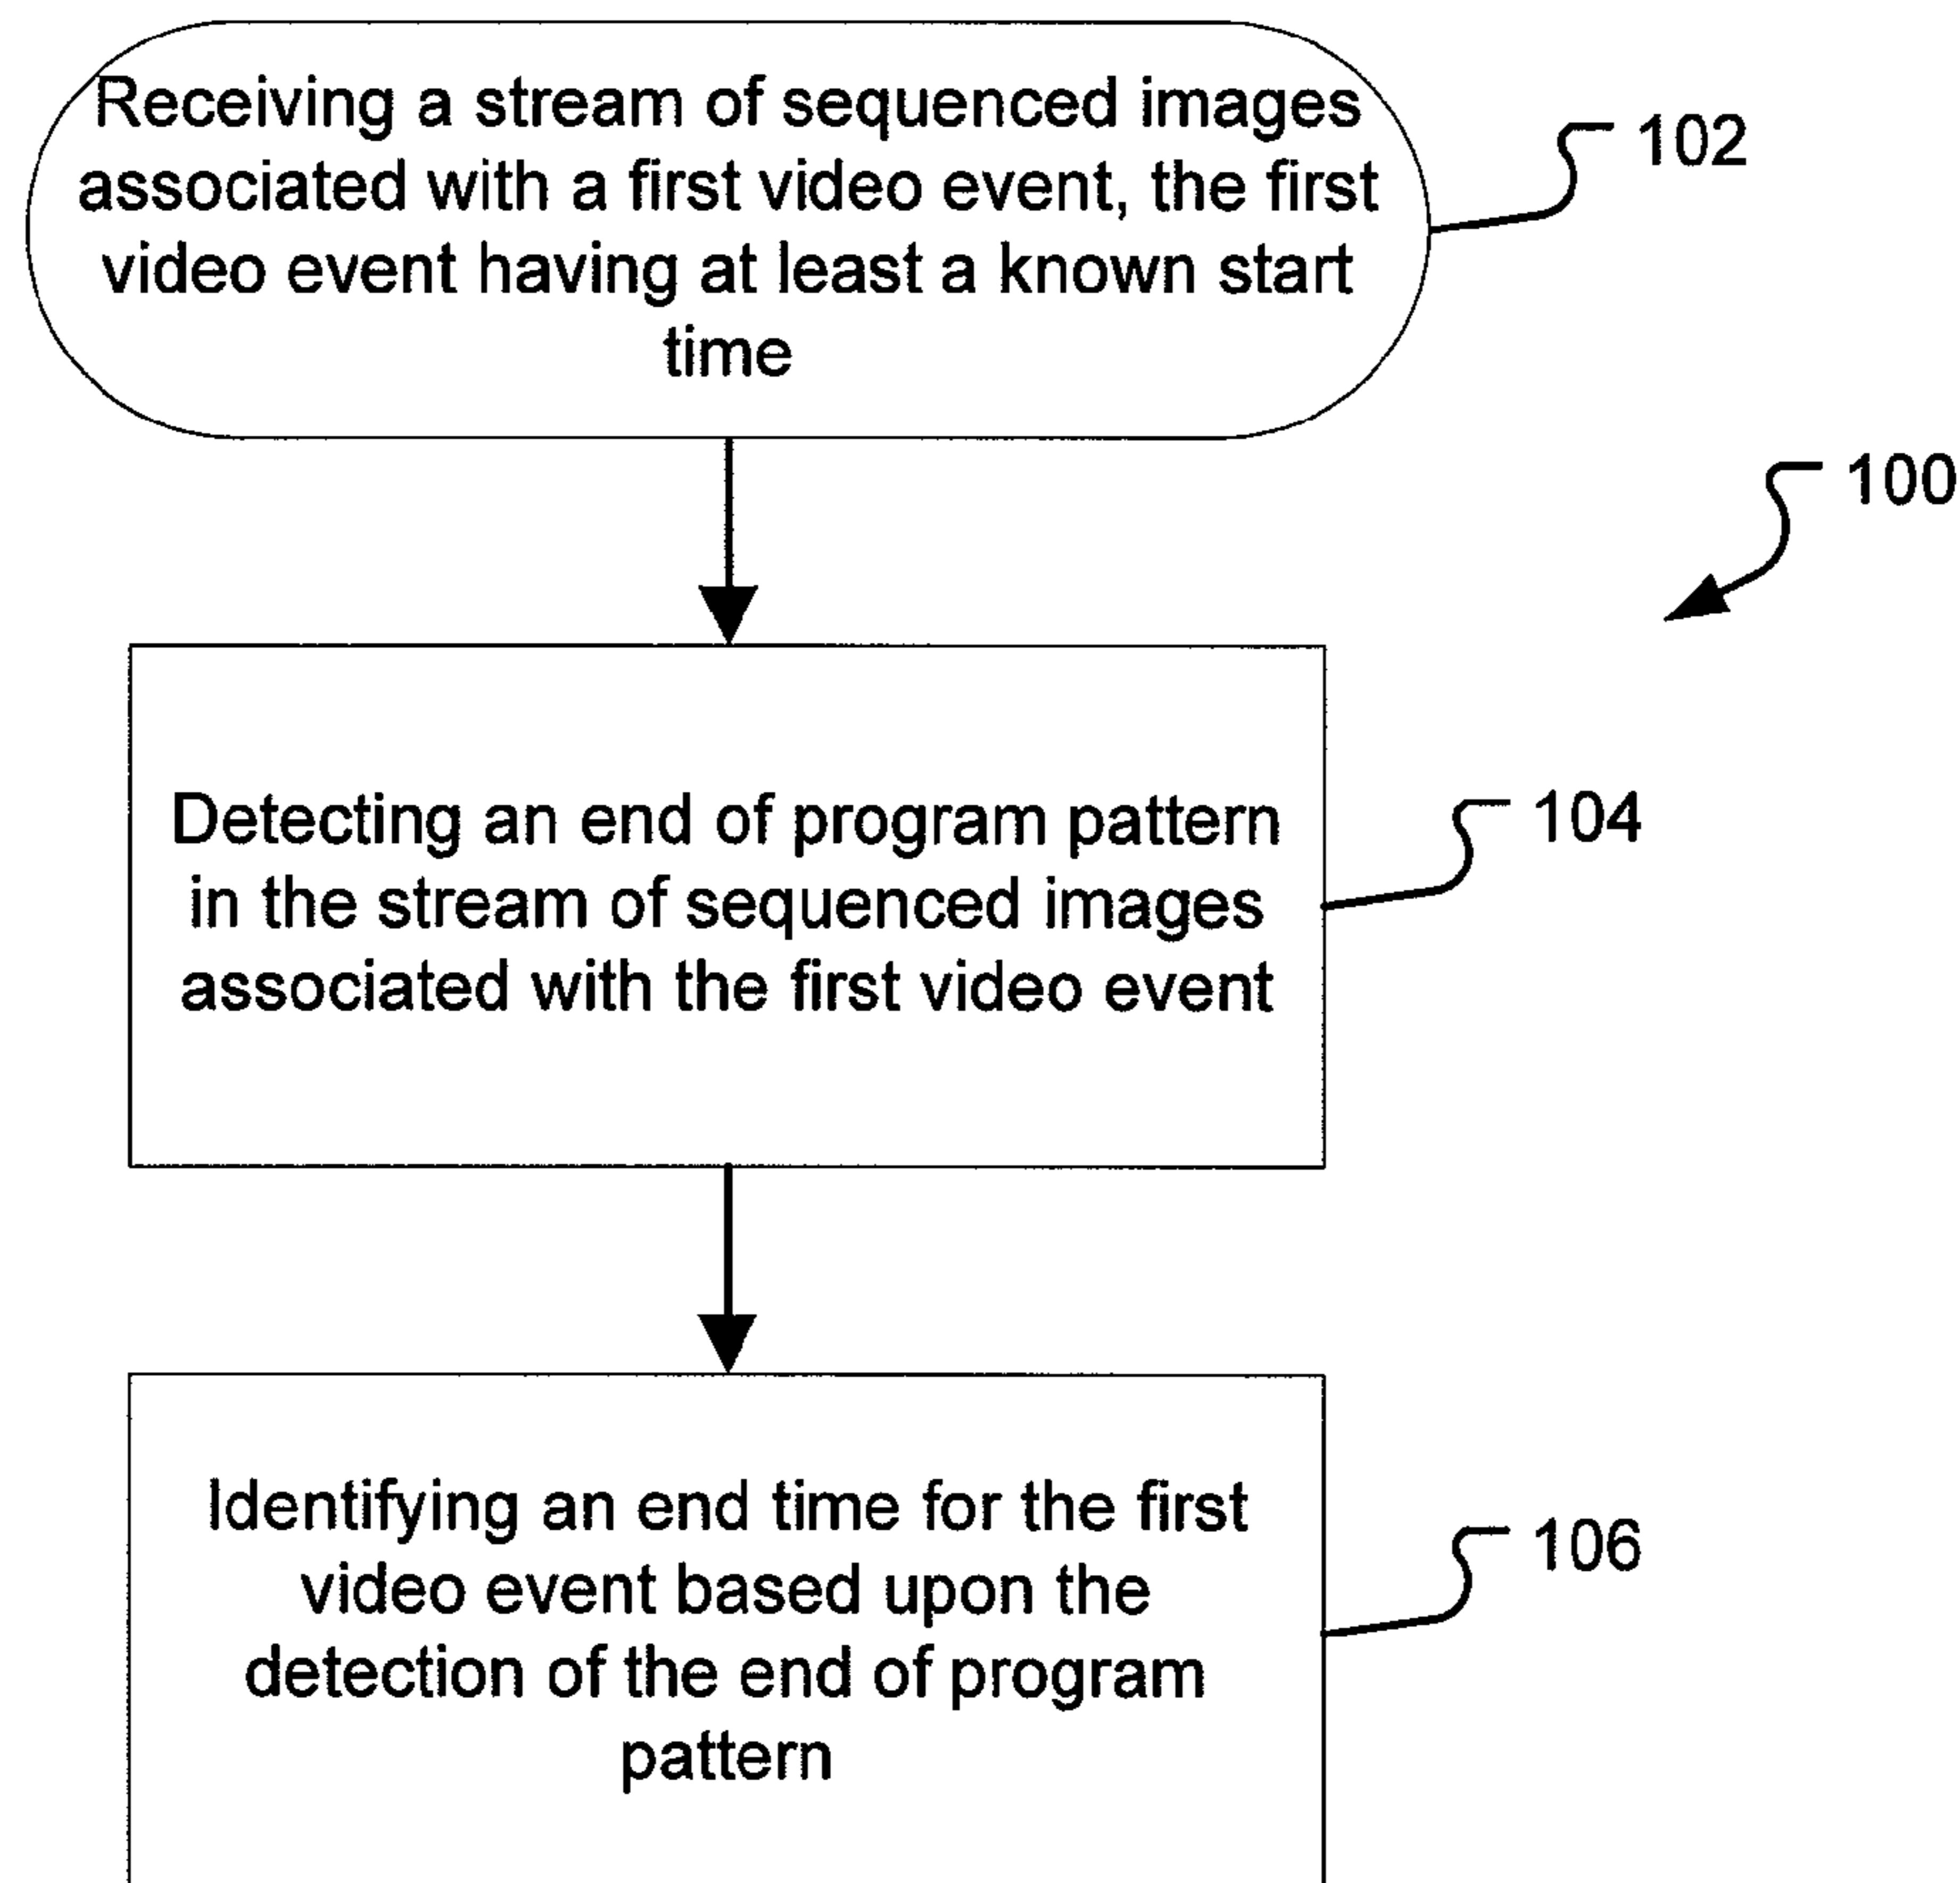 Receiving a stream of sequenced images
associated with a first video event, the first
video event having at least a known start
time
102
100
Detecting an end of program pattern
in the stream of sequenced images
associated with the first video event
104
Identifying an end time for the first
video event based upon the
detection of the end of program
pattern
106